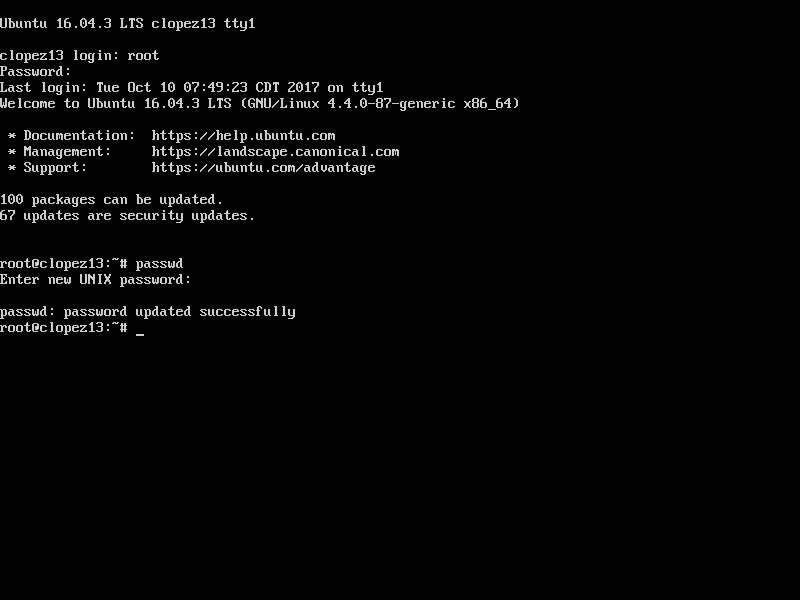 Ubuntu 16.04.3 LTS clopez13 tty1
clopez13 login: root
Password:
Last login: Tue Oct 10 07:49:23 CDT 2017 on tty1
Welcome to Ubuntu 16.04.3 LTS (GNU/Linux 4.4.0-87-generic x86_64)
* Documentation:  https://help.ubuntu.com
* Management:     https://landscape.canonical.com
* Support:        https://ubuntu.com/advantage
100 packages can be updated.
67 updates are security updates.
root@clopez13:~# passwd
Enter new UNIX password:
passwd: password updated successfully
root@clopez13:~# _